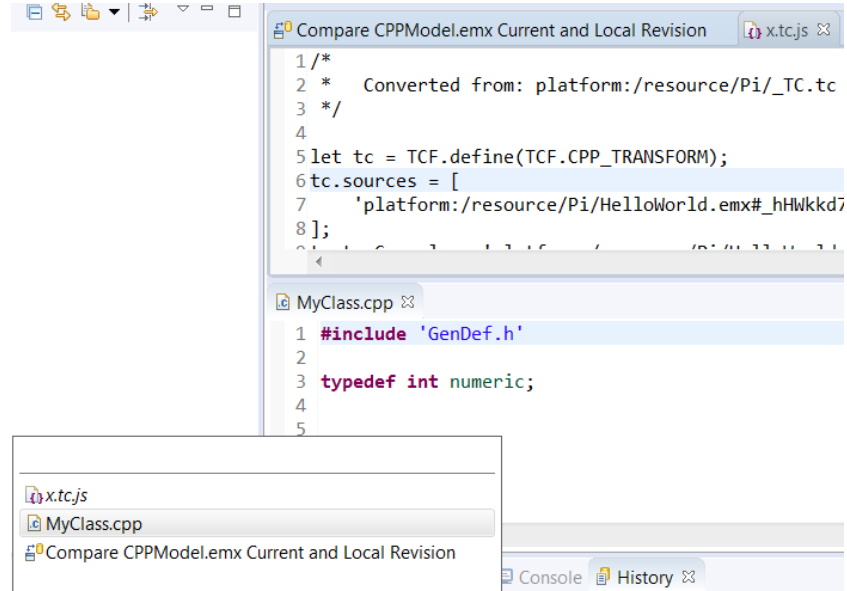 Compare CPPModel.emx Current and Local Revision x.tc.js
1 /*
2 * Converted from: platform:/resource/Pi/_TC.tc
3 */
4
5 let tc = TCF.define(TCF.CPP_TRANSFORM);
6 tc.sources = [
7 'platform:/resource/Pi/HelloWorld.emx#_hHWkkd7
8 ];
MyClass.cpp
1 #include 'GenDef.h'
2
3 typedef int numeric;
4
5
x.tc.js
MyClass.cpp
Compare CPPModel.emx Current and Local Revision
Console History